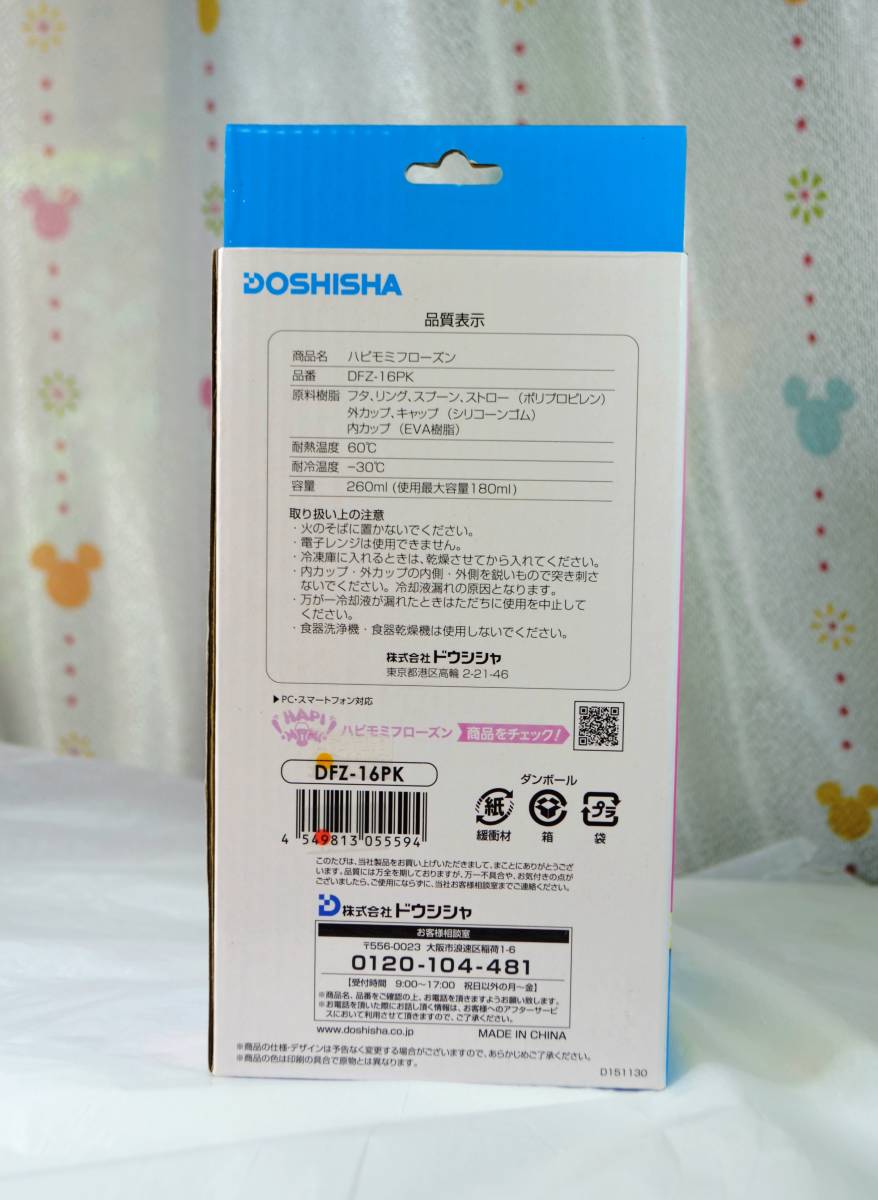 DOSHISHA
品質表示
商品名 ハピモミフローズン
品番 DFZ-16PK
原料樹脂 フタ、リング、スプーン、ストロー（ポリプロピレン）
外カップ、キャップ（シリコーンゴム）
内カップ（EVA樹脂）
耐熱温度 60℃
耐冷温度 −30℃
容量 260ml (使用最大容量180ml)
取り扱い上の注意
・火のそばに置かないでください。
・電子レンジは使用できません。
・冷凍庫に入れるときは、乾燥させてから入れてください。
・内カップ・外カップの内側・外側を鋭いもので突き刺さ
ないでください。冷却液漏れの原因となります。
・万が一冷却液が漏れたときはただちに使用を中止して
ください。
・食器洗浄機・食器乾燥機は使用しないでください。
株式会社ドウシシャ
東京都港区高輪 2-21-46
▶PC・スマートフォン対応
HAPI MOMI ハピモミフローズン 商品をチェック!
DFZ-16PK
ダンボール
紙 プラ
緩衝材 箱 袋
4 549813 055594
このたびは、当社製品をお買い上げいただきまして、まことにありがとうござ
います。品質には万全を期しておりますが、万一不具合や、お気付きの点が
ございましたら、ご使用にならずに、当社お客様相談室までご連絡ください。
株式会社ドウシシャ
お客様相談室
〒556-0023 大阪市浪速区稲荷1-6
0120-104-481
【受付時間 9:00〜17:00 祝日以外の月〜金】
※商品名、品番をご確認の上、お電話を頂きますようお願い致します。
※お電話を頂いた際にお話し頂く情報は、お客様へのアフターサービ
スにおいて利用させて頂きますので、ご了承ください。
www.doshisha.co.jp MADE IN CHINA
※商品の仕様・デザインは予告なく変更する場合がございますので、あらかじめご了承ください。
※商品の色は印刷の具合で原物とは異なります。
D151130